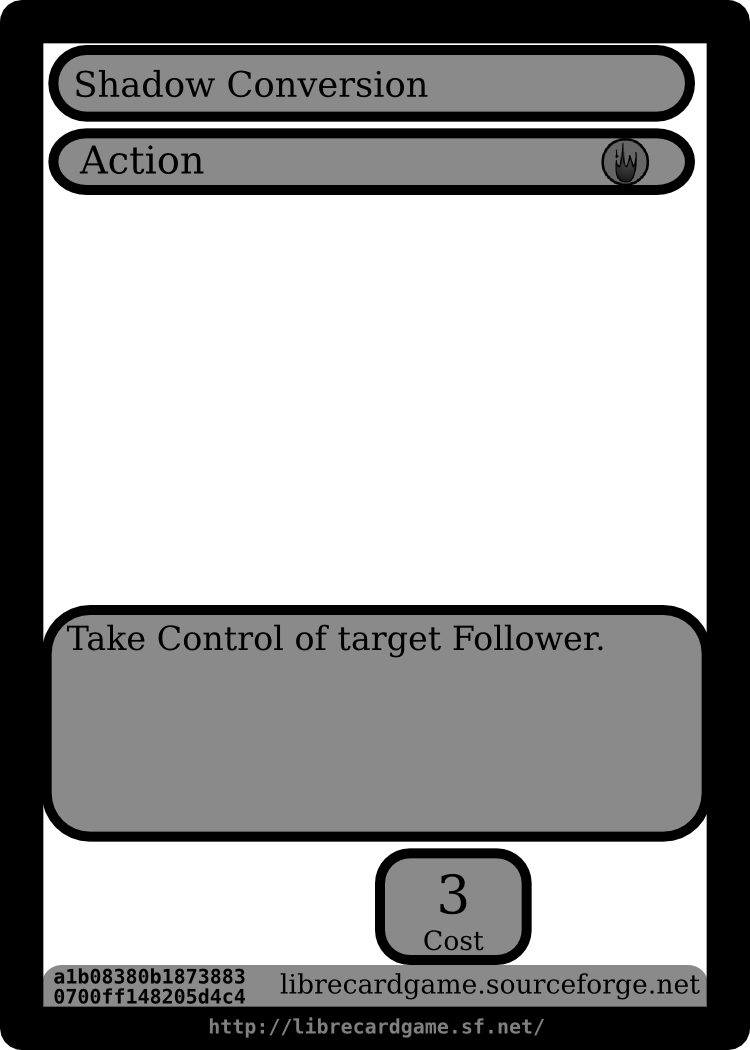 Shadow Conversion
Action
Take Control of target Follower.
3
Cost
a1b08380b1873883
0700ff148205d4c4
librecardgame.sourceforge.net
http://librecardgame.sf.net/